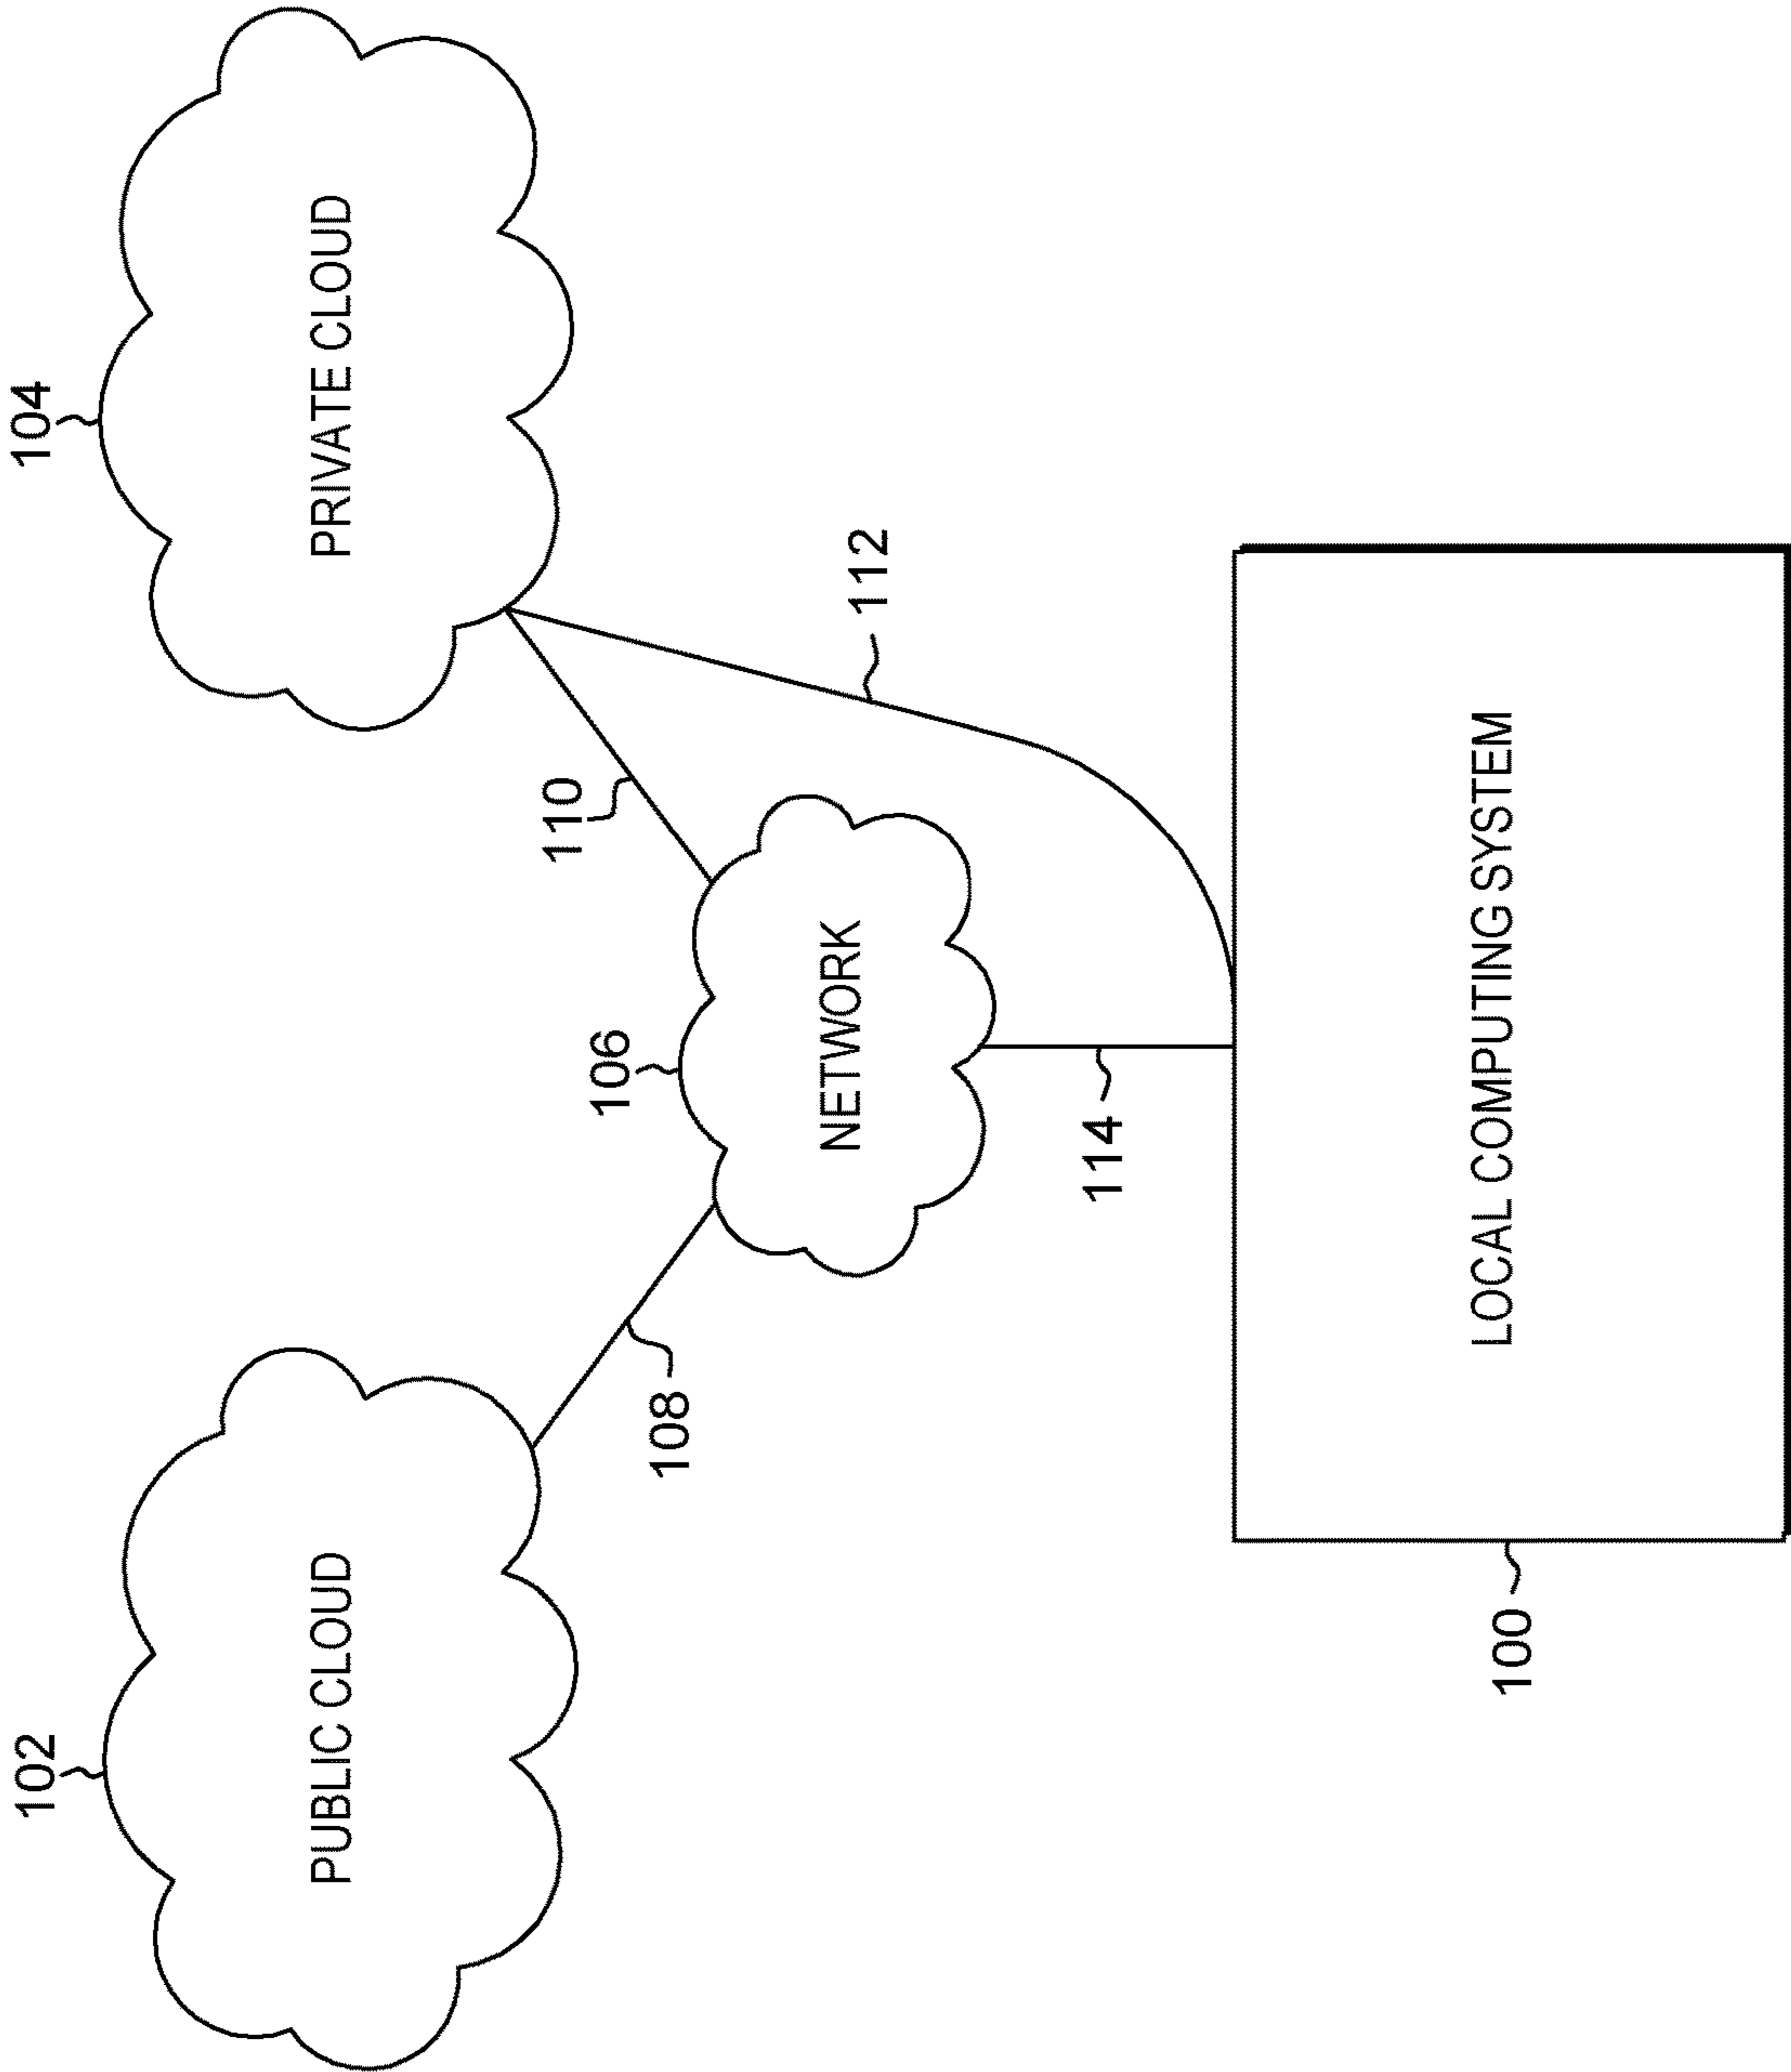 102
104
PUBLIC CLOUD
PRIVATE CLOUD
106
108
110
NETWORK
112
114
LOCAL COMPUTING SYSTEM
100